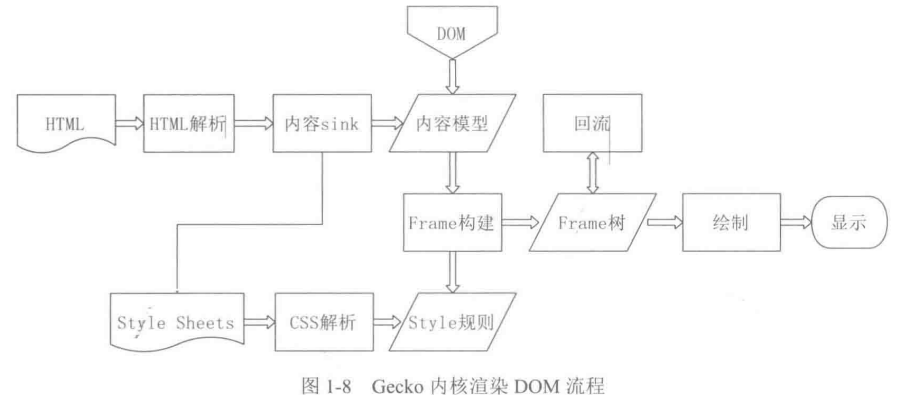 DOM
HTML
HTML解析
内容sink
内容模型
回流
Frame构建
Frame树
绘制
显示
Style Sheets
CSS解析
Style规则
图 1-8 Gecko 内核渲染 DOM 流程